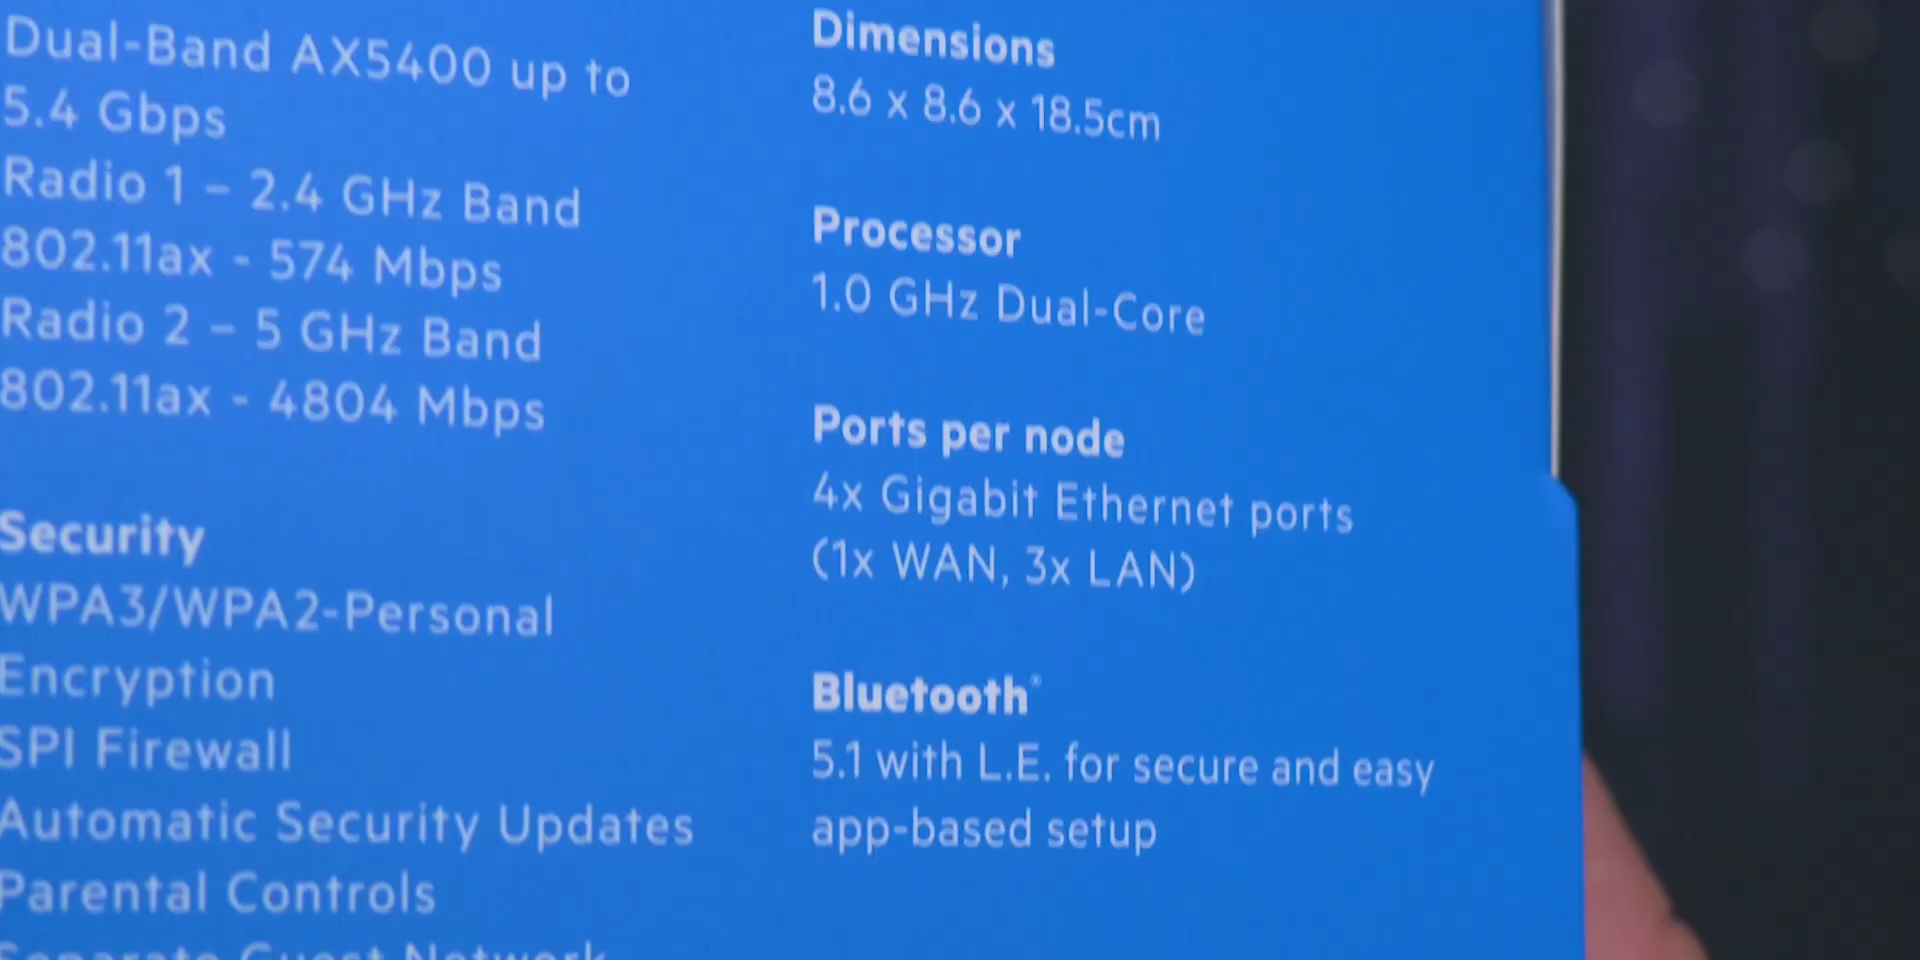 Dual-Band AX5400 up to
5.4 Gbps
Radio 1 – 2.4 GHz Band
802.11ax - 574 Mbps
Radio 2 – 5 GHz Band
802.11ax - 4804 Mbps
Security
WPA3/WPA2-Personal
Encryption
SPI Firewall
Automatic Security Updates
Parental Controls
Separate Guest Network
Dimensions
8.6 x 8.6 x 18.5cm
Processor
1.0 GHz Dual-Core
Ports per node
4x Gigabit Ethernet ports
(1x WAN, 3x LAN)
Bluetooth®
5.1 with L.E. for secure and easy
app-based setup